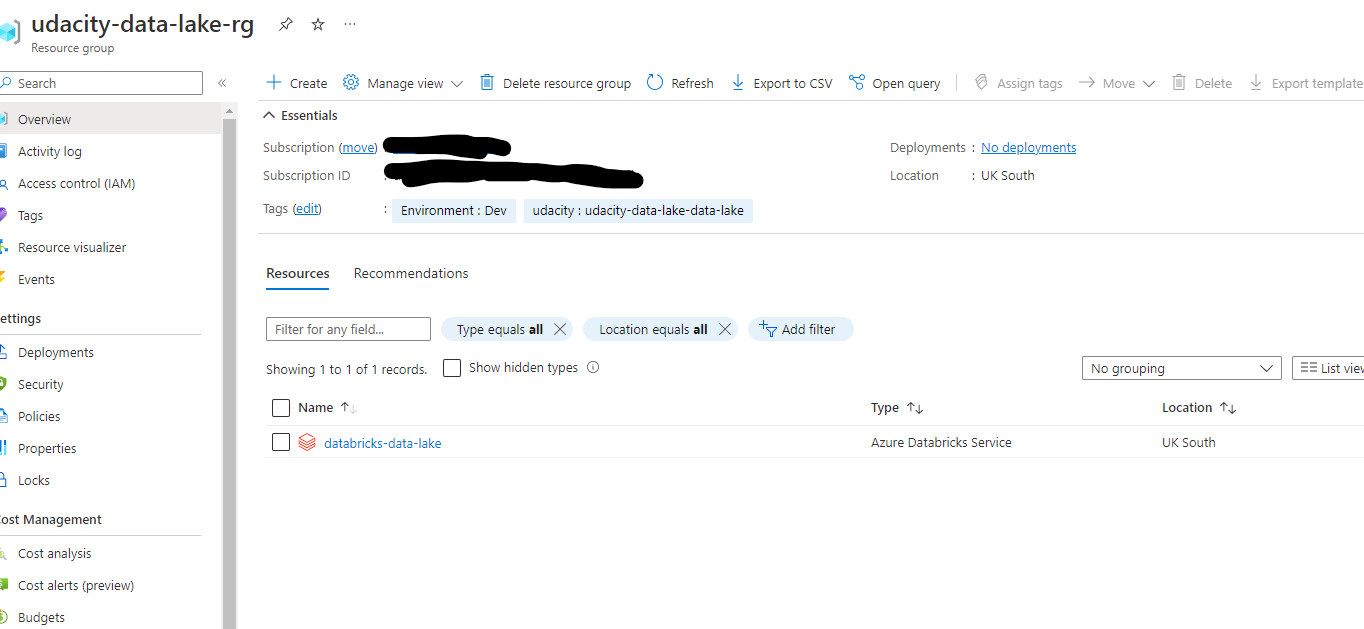 udacity-data-lake-rg
Resource group
Search
Create Manage view Delete resource group Refresh Export to CSV Open query Assign tags Move Delete Export template
Overview
Activity log
Access control (IAM)
Tags
Resource visualizer
Events
ettings
Deployments
Security
Policies
Properties
Locks
ost Management
Cost analysis
Cost alerts (preview)
Budgets
Essentials
Subscription (move)
Deployments : No deployments
Subscription ID :
Location : UK South
Tags (edit) : Environment : Dev udacity : udacity-data-lake-data-lake
Resources Recommendations
Filter for any field... Type equals all Location equals all Add filter
Showing 1 to 1 of 1 records. Show hidden types No grouping List view
Name Type Location
databricks-data-lake Azure Databricks Service UK South